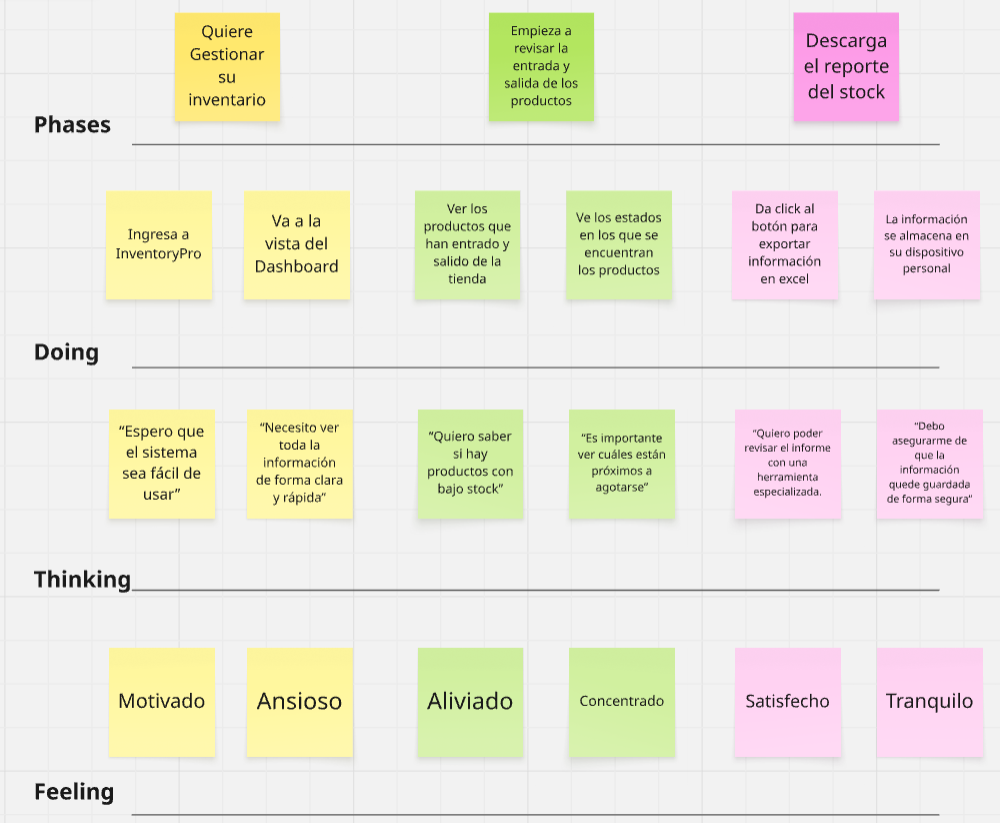 Quiere
Gestionar
su
inventario
Empieza a
revisar la
entrada y
salida de los
productos
Descarga
el reporte
del stock
Phases
Ingresa a
InventoryPro
Va a la
vista del
Dashboard
Ver los
productos que
han entrado y
salido de la
tienda
Ve los estados
en los que se
encuentran
los productos
Da click al
botón para
exportar
información
en excel
La información
se almacena en
su dispositivo
personal
Doing
“Espero que
el sistema
sea fácil de
usar”
“Necesito ver
toda la
información
de forma clara
y rápida”
“Quiero saber
si hay
productos con
bajo stock”
“Es importante
ver cuáles están
próximos a
agotarse”
“Quiero poder
revisar el informe
con una
herramienta
especializada.
“Debo
asegurarme de
que la
información
quede guardada
de forma segura”
Thinking
Motivado
Ansioso
Aliviado
Concentrado
Satisfecho
Tranquilo
Feeling